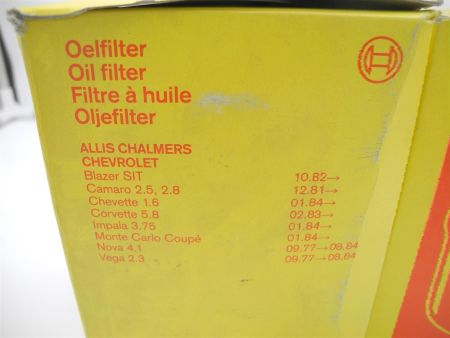 Oelfilter
Oil filter
Filtre à huile
Oljefilter
ALLIS CHALMERS
CHEVROLET
Blazer SIT 10.82→
Camaro 2.5, 2.8 12.81→
Chevette 1.6 01.84→
Corvette 5.8 02.83→
Impala 3.75 01.84→
Monte Carlo Coupé 01.84→
Nova 4.1 09.77→08.84
Vega 2.3 09.77→08.84